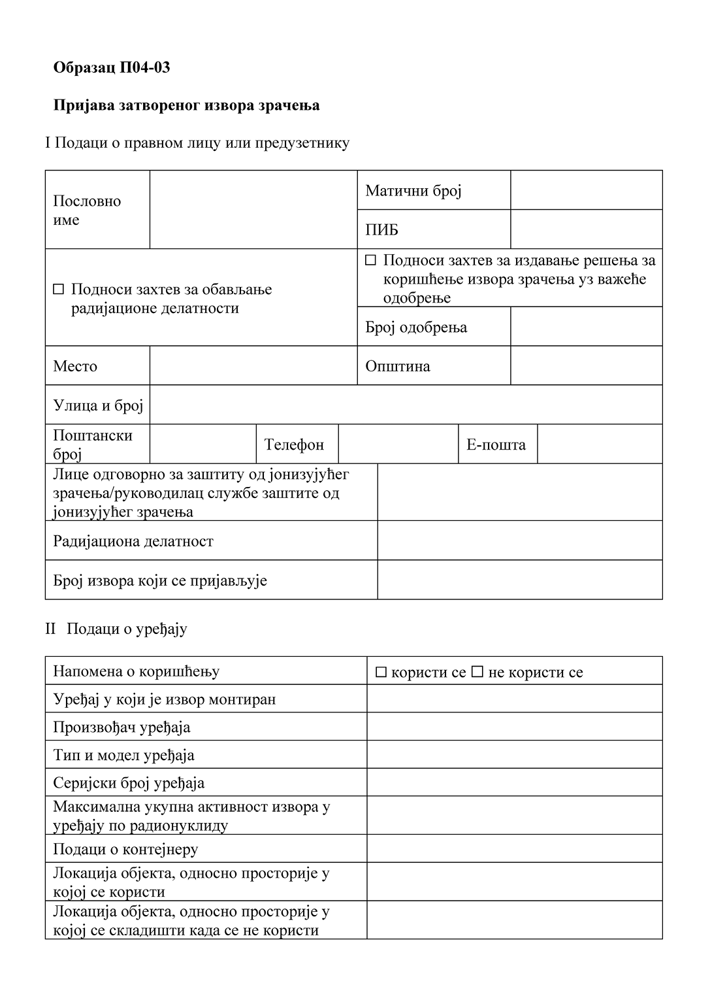 Образац П04-03
Пријава затвореног извора зрачења
I Подаци о правном лицу или предузетнику
Пословно
име
Матични број
ПИБ
☐ Подноси захтев за обављање
радијационе делатности
☐ Подноси захтев за издавање решења за
коришћење извора зрачења уз важеће
одобрење
Број одобрења
Место
Општина
Улица и број
Поштански
број
Телефон
Е-пошта
Лице одговорно за заштиту од јонизујућег
зрачења/руководилац службе заштите од
јонизујућег зрачења
Радијациона делатност
Број извора који се пријављује
II Подаци о уређају
Напомена о коришћењу
☐ користи се ☐ не користи се
Уређај у који је извор монтиран
Произвођач уређаја
Тип и модел уређаја
Серијски број уређаја
Максимална укупна активност извора у
уређају по радионуклиду
Подаци о контејнеру
Локација објекта, односно просторије у
којој се користи
Локација објекта, односно просторије у
којој се складишти када се не користи